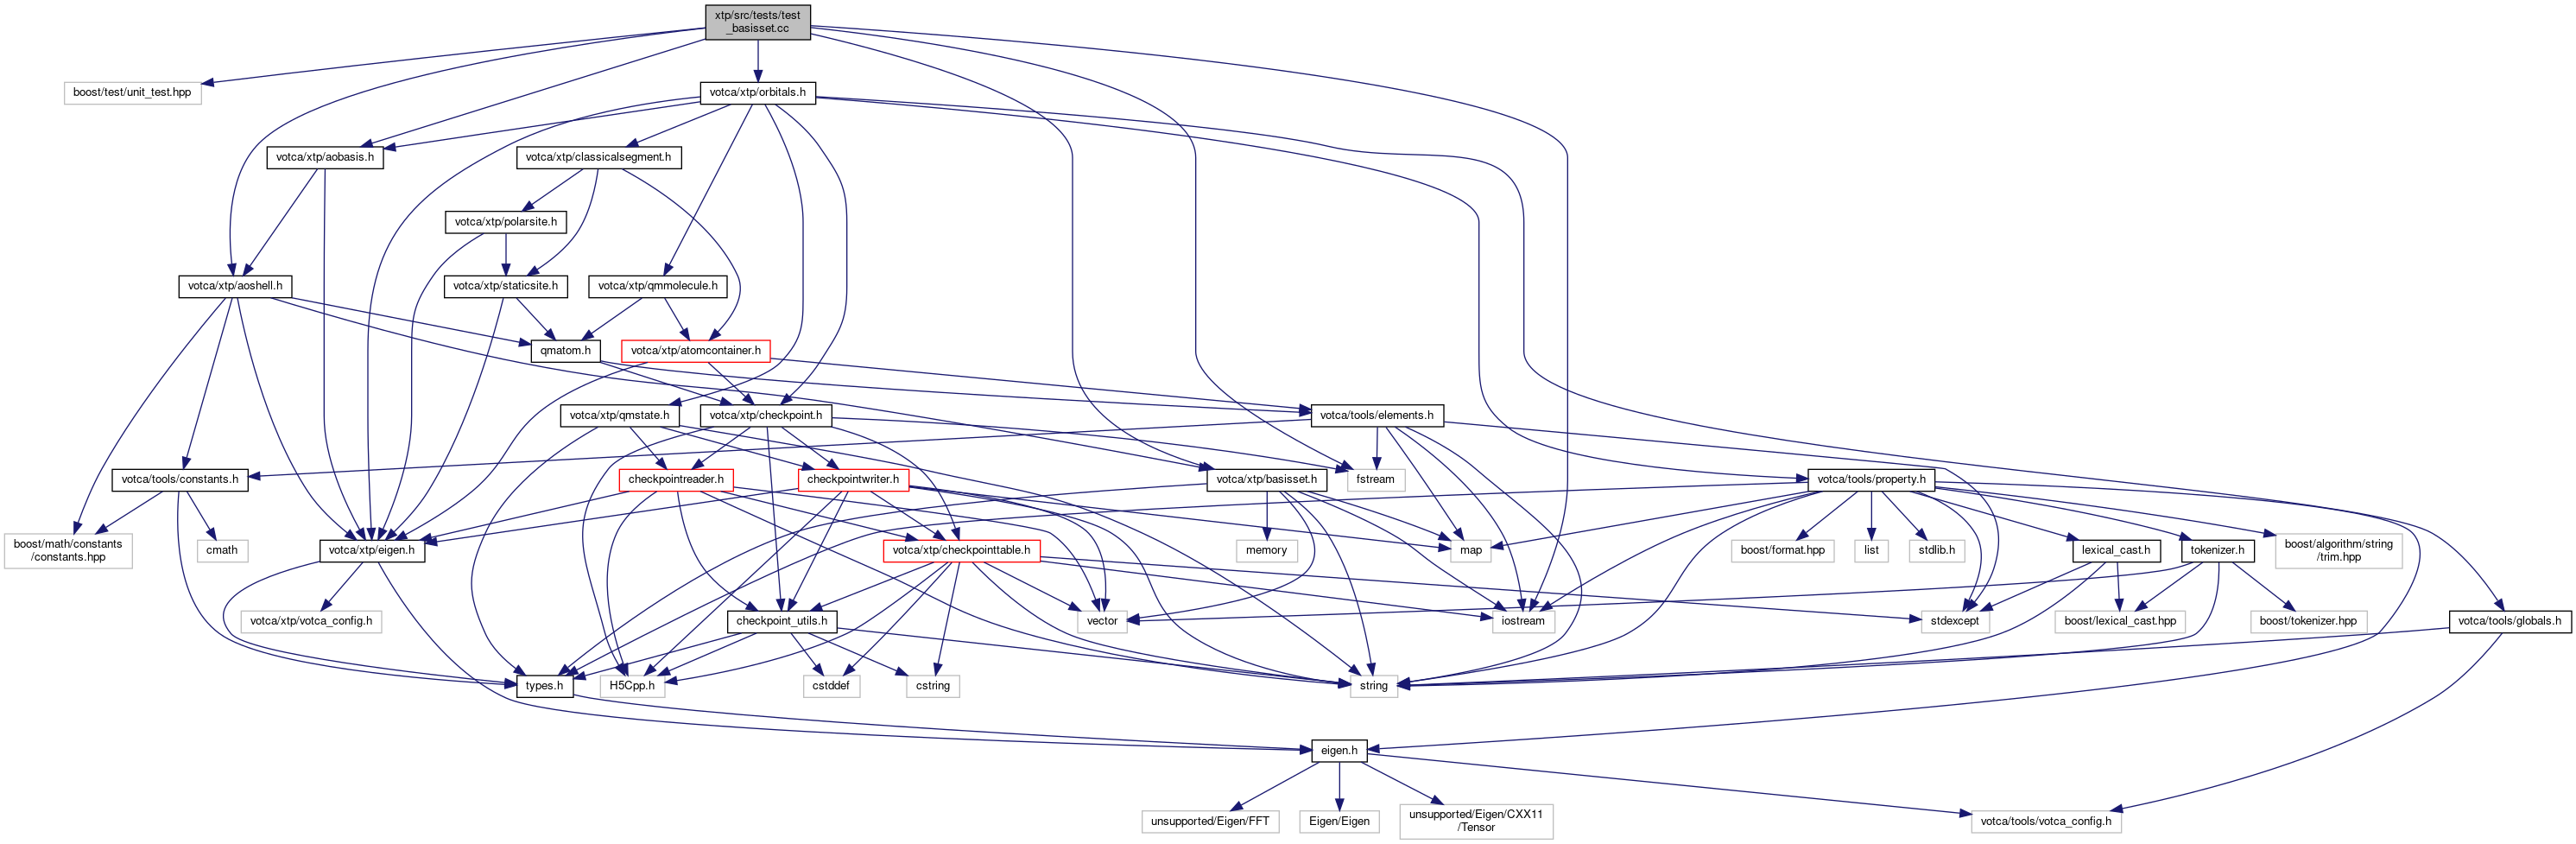 xtp/src/tests/test
_basisset.cc
boost/test/unit_test.hpp
votca/xtp/orbitals.h
votca/xtp/aobasis.h
votca/xtp/classicalsegment.h
votca/xtp/polarsite.h
votca/xtp/aoshell.h
votca/xtp/staticsite.h
votca/xtp/qmmolecule.h
qmatom.h
votca/xtp/atomcontainer.h
votca/xtp/qmstate.h
votca/xtp/checkpoint.h
votca/tools/elements.h
votca/tools/constants.h
checkpointreader.h
checkpointwriter.h
votca/xtp/basisset.h
fstream
votca/tools/property.h
boost/math/constants
/constants.hpp
cmath
votca/xtp/eigen.h
votca/xtp/checkpointtable.h
memory
map
boost/format.hpp
list
stdlib.h
lexical_cast.h
tokenizer.h
boost/algorithm/string
/trim.hpp
votca/xtp/votca_config.h
checkpoint_utils.h
vector
iostream
stdexcept
boost/lexical_cast.hpp
boost/tokenizer.hpp
votca/tools/globals.h
types.h
H5Cpp.h
cstddef
cstring
string
eigen.h
unsupported/Eigen/FFT
Eigen/Eigen
unsupported/Eigen/CXX11
/Tensor
votca/tools/votca_config.h